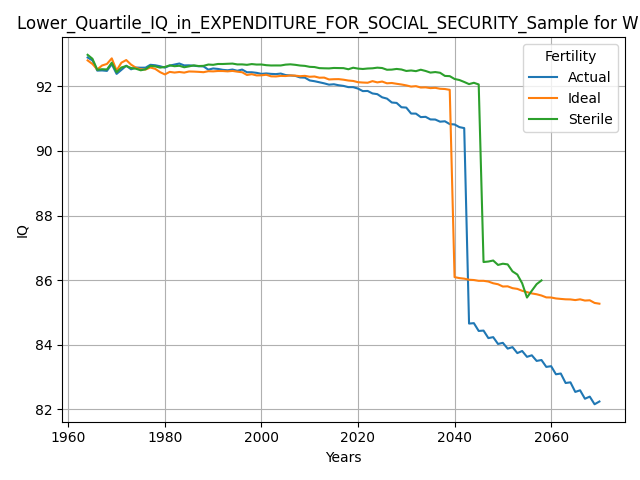 Lower_Quartile_IQ_in_EXPENDITURE_FOR_SOCIAL_SECURITY_Sample for W
Fertility
Actual
Ideal
Sterile
92
90
88
86
84
82
IQ
1960
1980
2000
2020
2040
2060
Years